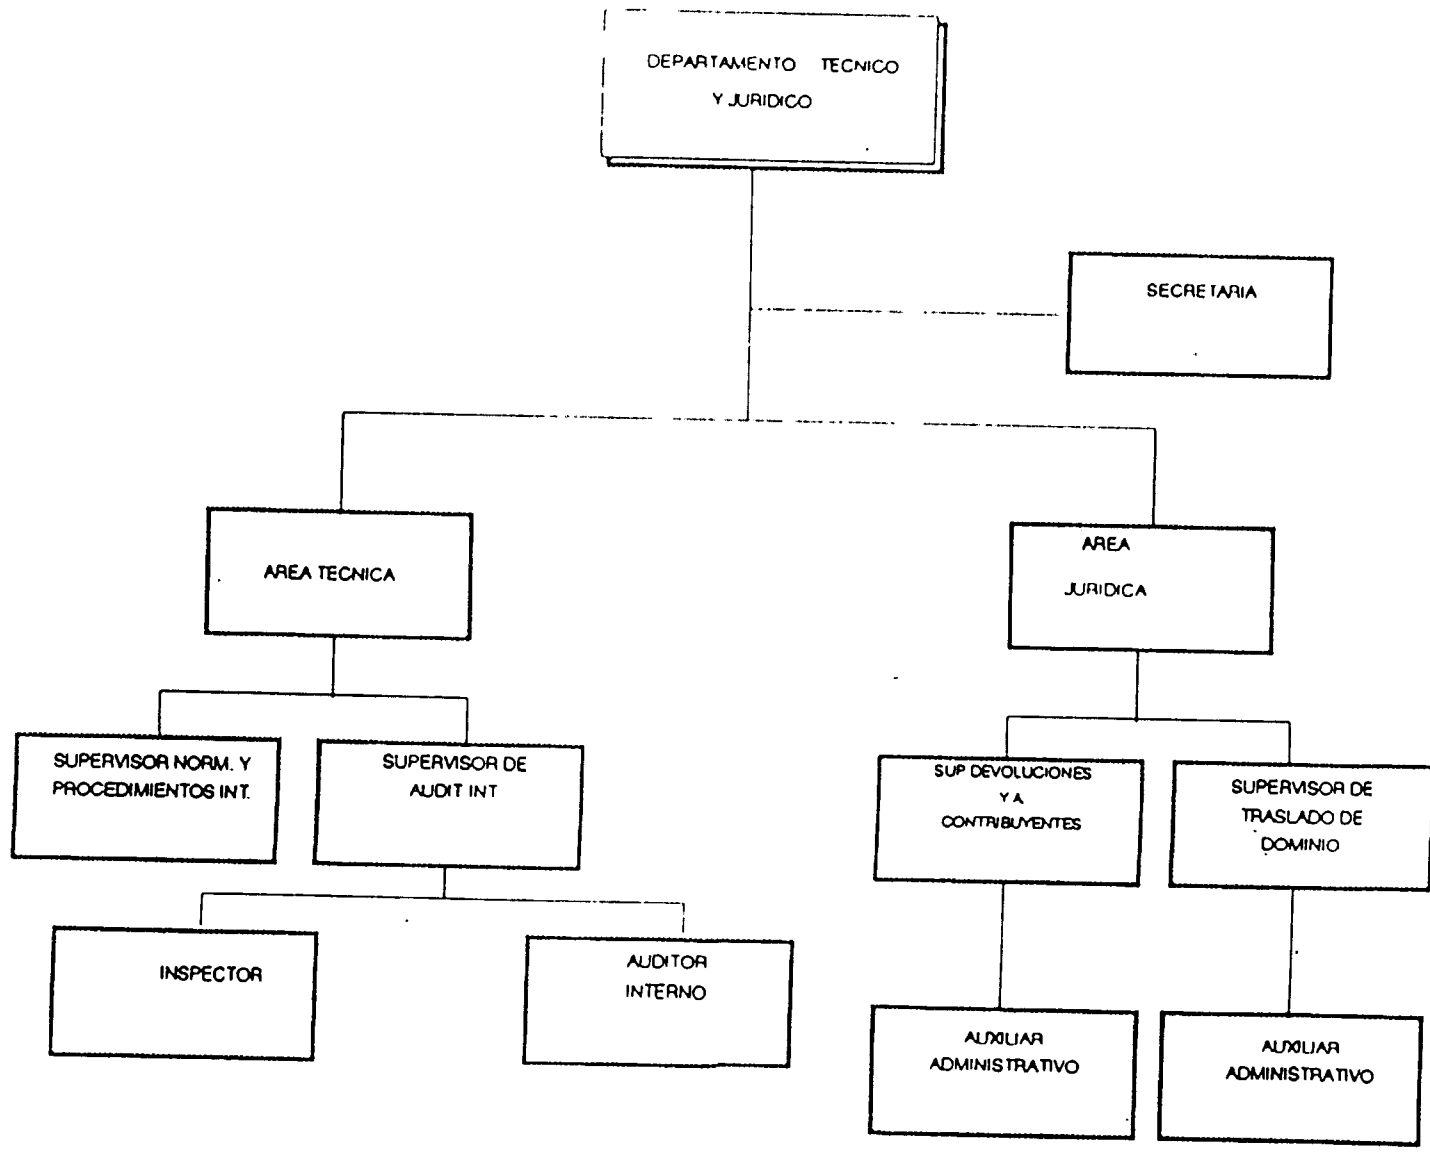 DEPARTAMENTO TECNICO
Y JURIDICO
SECRETARIA
AREA TECNICA
AREA
JURIDICA
SUPERVISOR NORM. Y
PROCEDIMIENTOS INT.
SUPERVISOR DE
AUDIT INT
SUP DEVOLUCIONES
Y A
CONTRIBUYENTES
SUPERVISOR DE
TRASLADO DE
DOMINIO
INSPECTOR
AUDITOR
INTERNO
AUXILIAR
ADMINISTRATIVO
AUXILIAR
ADMINISTRATIVO